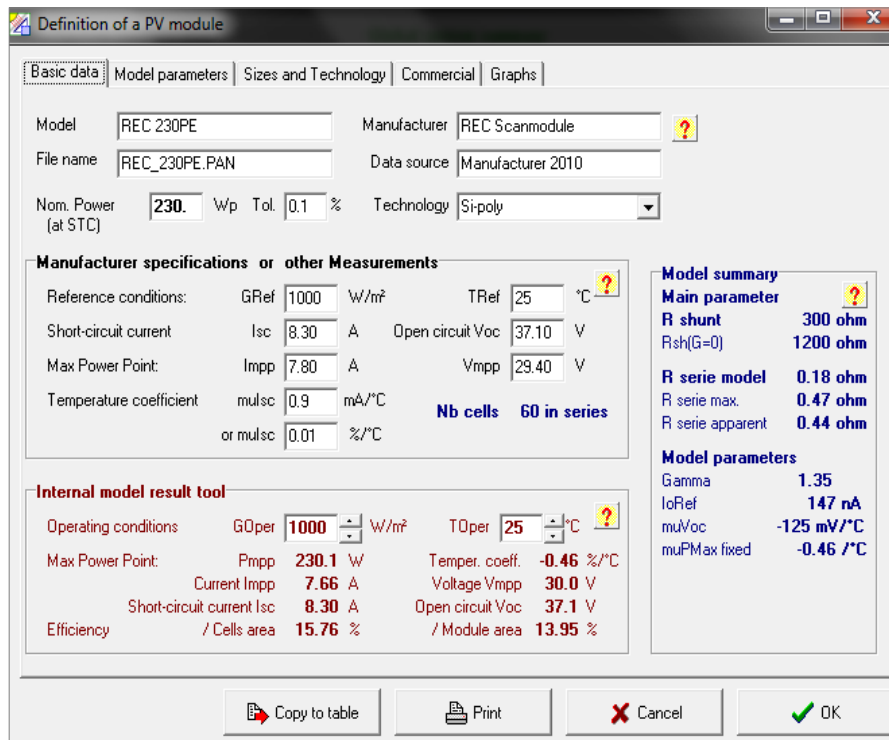 Definition of a PV module
Basic data Model parameters Sizes and Technology Commercial Graphs
Model REC 230PE Manufacturer REC Scanmodule ?
File name REC_230PE.PAN Data source Manufacturer 2010
Nom. Power 230. Wp Tol. 0.1 % Technology Si-poly
(at STC)
Manufacturer specifications or other Measurements
?
Reference conditions: GRef 1000 W/m² TRef 25 °C
Short-circuit current Isc 8.30 A Open circuit Voc 37.10 V
Max Power Point: Impp 7.80 A Vmpp 29.40 V
Temperature coefficient muIsc 0.9 mA/°C
Nb cells 60 in series
or muIsc 0.01 %/°C
Internal model result tool
Operating conditions GOper 1000 W/m² TOper 25 °C ?
Max Power Point: Pmpp 230.1 W Temper. coeff. -0.46 %/°C
Current Impp 7.66 A Voltage Vmpp 30.0 V
Short-circuit current Isc 8.30 A Open circuit Voc 37.1 V
Efficiency / Cells area 15.76 % / Module area 13.95 %
Model summary
Main parameter ?
R shunt 300 ohm
Rsh(G=0) 1200 ohm
R serie model 0.18 ohm
R serie max. 0.47 ohm
R serie apparent 0.44 ohm
Model parameters
Gamma 1.35
IoRef 147 nA
muVoc -125 mV/°C
muPMax fixed -0.46 /°C
Copy to table Print Cancel OK